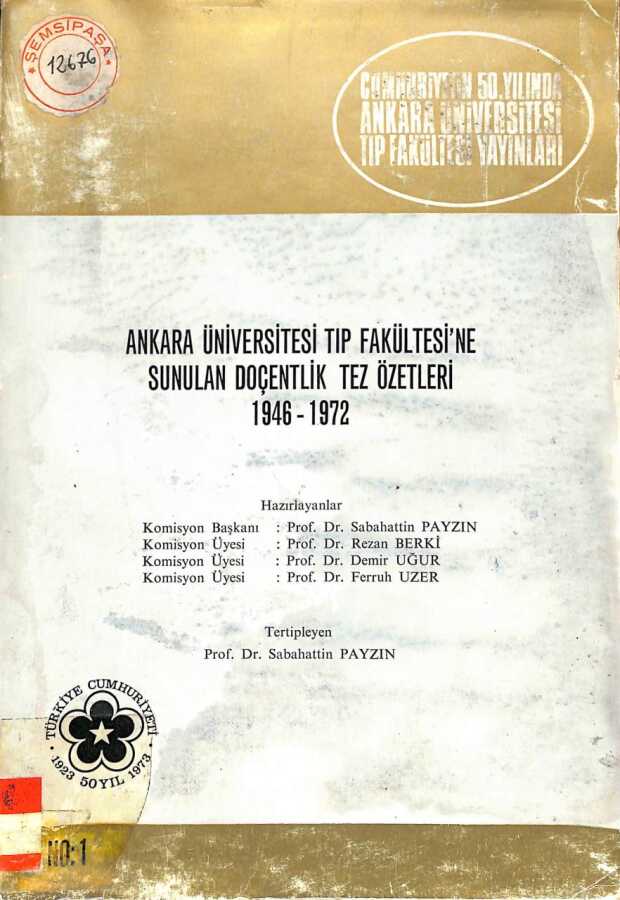 ŞEMSİPAŞA
12676
CUMHURİYETİN 50.YILINDA
ANKARA ÜNİVERSİTESİ
TIP FAKÜLTESİ YAYINLARI
ANKARA ÜNİVERSİTESİ TIP FAKÜLTESİ'NE
SUNULAN DOÇENTLİK TEZ ÖZETLERİ
1946 - 1972
Hazırlayanlar
Komisyon Başkanı : Prof. Dr. Sabahattin PAYZIN
Komisyon Üyesi : Prof. Dr. Rezan BERKİ
Komisyon Üyesi : Prof. Dr. Demir UĞUR
Komisyon Üyesi : Prof. Dr. Ferruh UZER
Tertipleyen
Prof. Dr. Sabahattin PAYZIN
TÜRKİYE CUMHURİYETİ
1923 50 YIL 1973
NO: 1